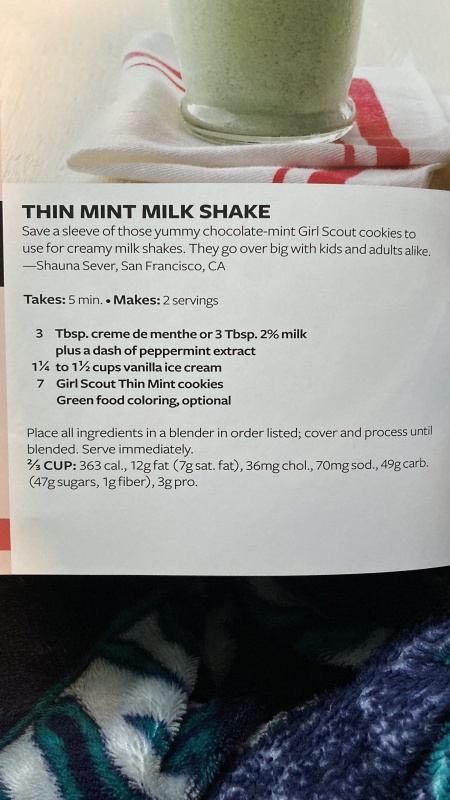 THIN MINT MILK SHAKE
Save a sleeve of those yummy chocolate-mint Girl Scout cookies to
use for creamy milk shakes. They go over big with kids and adults alike.
—Shauna Sever, San Francisco, CA
Takes: 5 min. • Makes: 2 servings
3 Tbsp. creme de menthe or 3 Tbsp. 2% milk
plus a dash of peppermint extract
1¼ to 1½ cups vanilla ice cream
7 Girl Scout Thin Mint cookies
Green food coloring, optional
Place all ingredients in a blender in order listed; cover and process until
blended. Serve immediately.
⅔ CUP: 363 cal., 12g fat (7g sat. fat), 36mg chol., 70mg sod., 49g carb.
(47g sugars, 1g fiber), 3g pro.